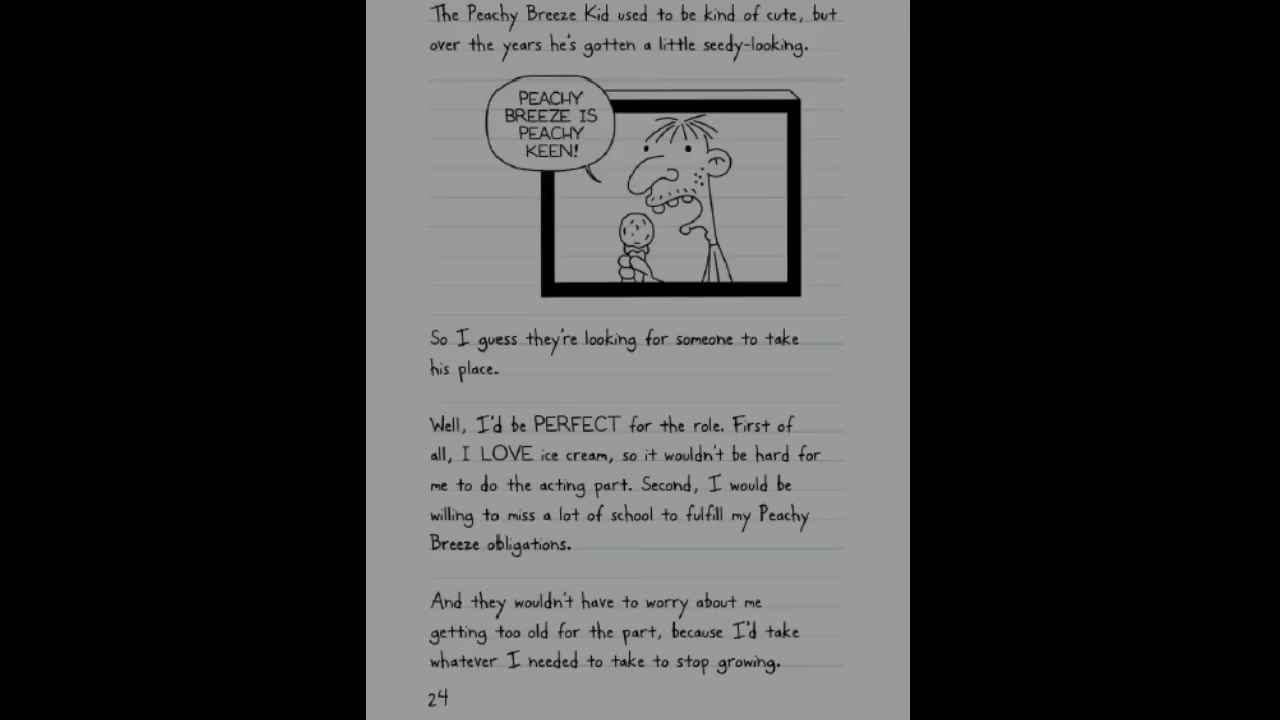 The Peachy Breeze Kid used to be kind of cute, but
over the years he's gotten a little seedy-looking.
PEACHY
BREEZE IS
PEACHY
KEEN!
So I guess they're looking for someone to take
his place.
Well, I'd be PERFECT for the role. First of
all, I LOVE ice cream, so it wouldn't be hard for
me to do the acting part. Second, I would be
willing to miss a lot of school to fulfill my Peachy
Breeze obligations.
And they wouldn't have to worry about me
getting too old for the part, because I'd take
whatever I needed to take to stop growing.
24